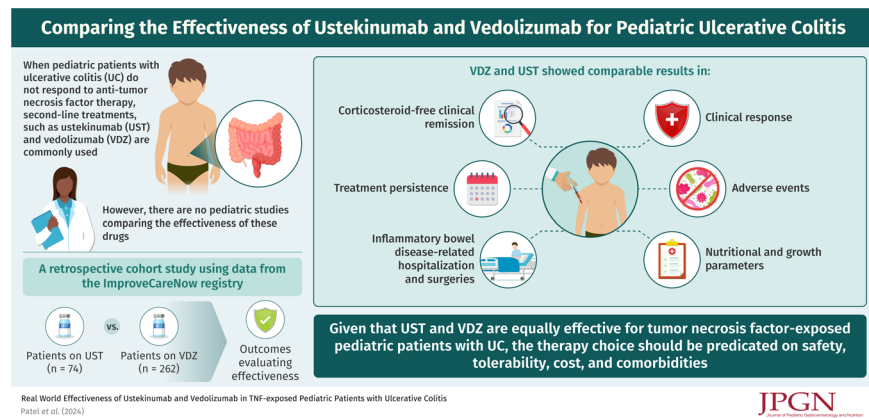 Comparing the Effectiveness of Ustekinumab and Vedolizumab for Pediatric Ulcerative Colitis
When pediatric patients with
ulcerative colitis (UC) do
not respond to anti-tumor
necrosis factor therapy,
second-line treatments,
such as ustekinumab (UST)
and vedolizumab (VDZ) are
commonly used
However, there are no pediatric studies
comparing the effectiveness of these
drugs
A retrospective cohort study using data from
the ImproveCareNow registry
Patients on UST
(n = 74)
vs.
Patients on VDZ
(n = 262)
Outcomes
evaluating
effectiveness
VDZ and UST showed comparable results in:
Corticosteroid-free clinical
remission
Clinical response
Treatment persistence
Adverse events
Inflammatory bowel
disease-related
hospitalization
and surgeries
Nutritional and growth
parameters
Given that UST and VDZ are equally effective for tumor necrosis factor-exposed
pediatric patients with UC, the therapy choice should be predicated on safety,
tolerability, cost, and comorbidities
Real World Effectiveness of Ustekinumab and Vedolizumab in TNF-exposed Pediatric Patients with Ulcerative Colitis
Patel et al. (2024)
JPGN
Journal of Pediatric Gastroenterology and Nutrition